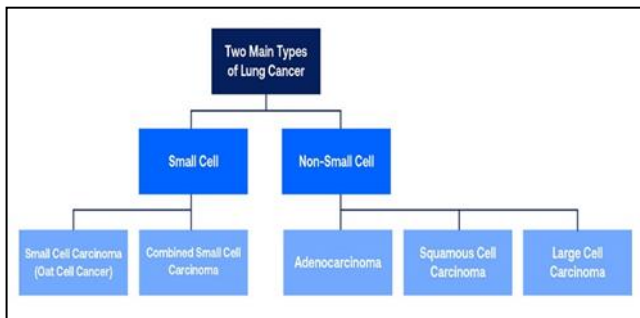 Two Main Types
of Lung Cancer
Small Cell
Non-Small Cell
Small Cell Carcinoma
(Oat Cell Cancer)
Combined Small Cell
Carcinoma
Adenocarcinoma
Squamous Cell
Carcinoma
Large Cell
Carcinoma